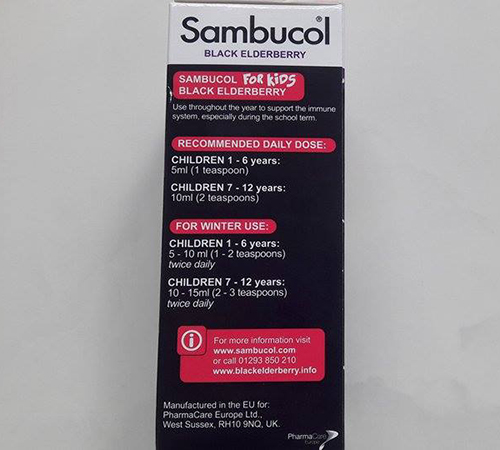 Sambucol®
BLACK ELDERBERRY
SAMBUCOL FOR KIDS
BLACK ELDERBERRY
Use throughout the year to support the immune
system, especially during the school term.
RECOMMENDED DAILY DOSE:
CHILDREN 1 - 6 years:
5ml (1 teaspoon)
CHILDREN 7 - 12 years:
10ml (2 teaspoons)
FOR WINTER USE:
CHILDREN 1 - 6 years:
5 - 10 ml (1 - 2 teaspoons)
twice daily
CHILDREN 7 - 12 years:
10 - 15ml (2 - 3 teaspoons)
twice daily
i
For more information visit
www.sambucol.com
or call 01293 850 210
www.blackelderberry.info
Manufactured in the EU for:
PharmaCare Europe Ltd.,
West Sussex, RH10 9NQ, UK.
PharmaCare
Europe